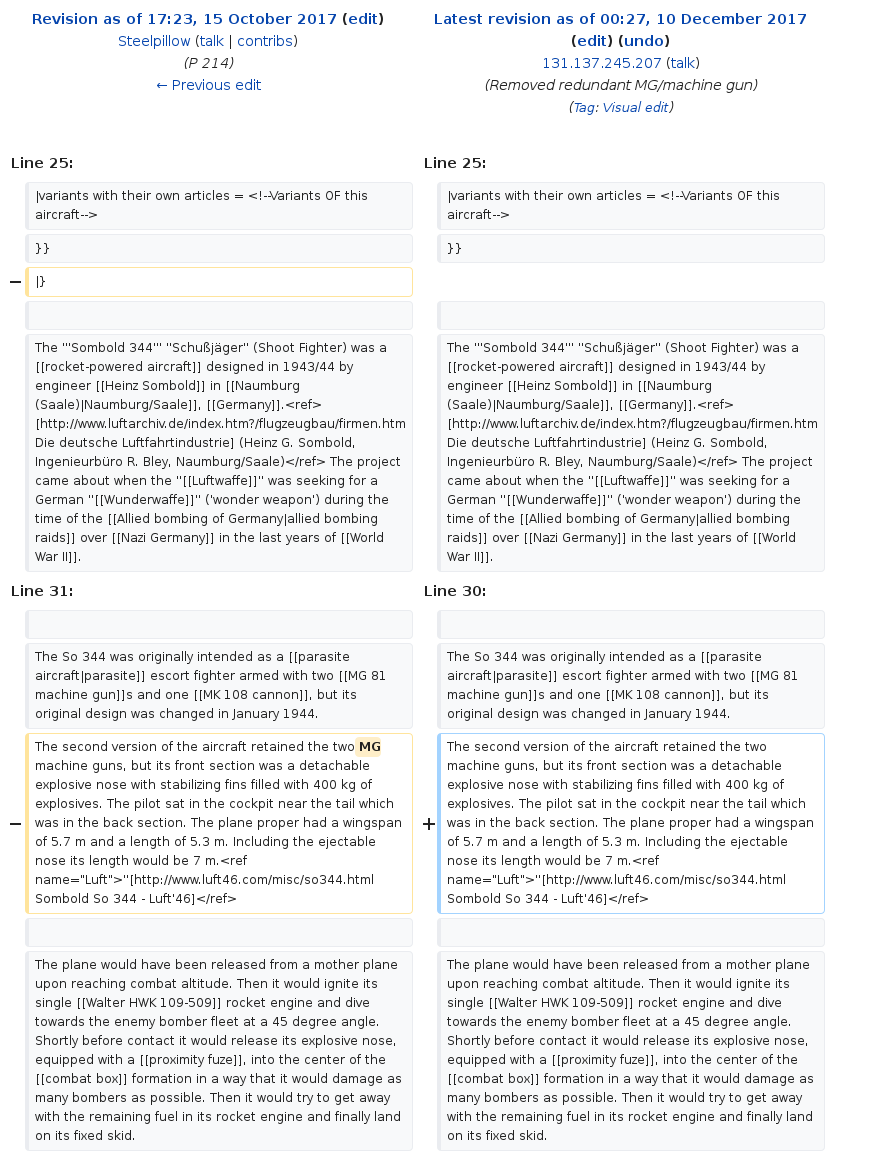 Revision as of 17:23, 15 October 2017 (edit)
Steelpillow (talk | contribs)
(P 214)
← Previous edit
Latest revision as of 00:27, 10 December 2017
(edit) (undo)
131.137.245.207 (talk)
(Removed redundant MG/machine gun)
(Tag: Visual edit)
Line 25:
Line 25:
|variants with their own articles = <!--Variants OF this
aircraft-->
|variants with their own articles = <!--Variants OF this
aircraft-->
}}
}}
−
|}
The '''Sombold 344''' ''Schußjäger'' (Shoot Fighter) was a
[[rocket-powered aircraft]] designed in 1943/44 by
engineer [[Heinz Sombold]] in [[Naumburg
(Saale)|Naumburg/Saale]], [[Germany]].<ref>
[http://www.luftarchiv.de/index.htm?/flugzeugbau/firmen.htm
Die deutsche Luftfahrtindustrie] (Heinz G. Sombold,
Ingenieurbüro R. Bley, Naumburg/Saale)</ref> The project
came about when the ''[[Luftwaffe]]'' was seeking for a
German ''[[Wunderwaffe]]'' ('wonder weapon') during the
time of the [[Allied bombing of Germany|allied bombing
raids]] over [[Nazi Germany]] in the last years of [[World
War II]].
The '''Sombold 344''' ''Schußjäger'' (Shoot Fighter) was a
[[rocket-powered aircraft]] designed in 1943/44 by
engineer [[Heinz Sombold]] in [[Naumburg
(Saale)|Naumburg/Saale]], [[Germany]].<ref>
[http://www.luftarchiv.de/index.htm?/flugzeugbau/firmen.htm
Die deutsche Luftfahrtindustrie] (Heinz G. Sombold,
Ingenieurbüro R. Bley, Naumburg/Saale)</ref> The project
came about when the ''[[Luftwaffe]]'' was seeking for a
German ''[[Wunderwaffe]]'' ('wonder weapon') during the
time of the [[Allied bombing of Germany|allied bombing
raids]] over [[Nazi Germany]] in the last years of [[World
War II]].
Line 31:
Line 30:
The So 344 was originally intended as a [[parasite
aircraft|parasite]] escort fighter armed with two [[MG 81
machine gun]]s and one [[MK 108 cannon]], but its
original design was changed in January 1944.
The So 344 was originally intended as a [[parasite
aircraft|parasite]] escort fighter armed with two [[MG 81
machine gun]]s and one [[MK 108 cannon]], but its
original design was changed in January 1944.
−
The second version of the aircraft retained the two MG
machine guns, but its front section was a detachable
explosive nose with stabilizing fins filled with 400 kg of
explosives. The pilot sat in the cockpit near the tail which
was in the back section. The plane proper had a wingspan
of 5.7 m and a length of 5.3 m. Including the ejectable
nose its length would be 7 m.<ref
name="Luft">''[http://www.luft46.com/misc/so344.html
Sombold So 344 - Luft'46]</ref>
+
The second version of the aircraft retained the two
machine guns, but its front section was a detachable
explosive nose with stabilizing fins filled with 400 kg of
explosives. The pilot sat in the cockpit near the tail which
was in the back section. The plane proper had a wingspan
of 5.7 m and a length of 5.3 m. Including the ejectable
nose its length would be 7 m.<ref
name="Luft">''[http://www.luft46.com/misc/so344.html
Sombold So 344 - Luft'46]</ref>
The plane would have been released from a mother plane
upon reaching combat altitude. Then it would ignite its
single [[Walter HWK 109-509]] rocket engine and dive
towards the enemy bomber fleet at a 45 degree angle.
Shortly before contact it would release its explosive nose,
equipped with a [[proximity fuze]], into the center of the
[[combat box]] formation in a way that it would damage as
many bombers as possible. Then it would try to get away
with the remaining fuel in its rocket engine and finally land
on its fixed skid.
The plane would have been released from a mother plane
upon reaching combat altitude. Then it would ignite its
single [[Walter HWK 109-509]] rocket engine and dive
towards the enemy bomber fleet at a 45 degree angle.
Shortly before contact it would release its explosive nose,
equipped with a [[proximity fuze]], into the center of the
[[combat box]] formation in a way that it would damage as
many bombers as possible. Then it would try to get away
with the remaining fuel in its rocket engine and finally land
on its fixed skid.